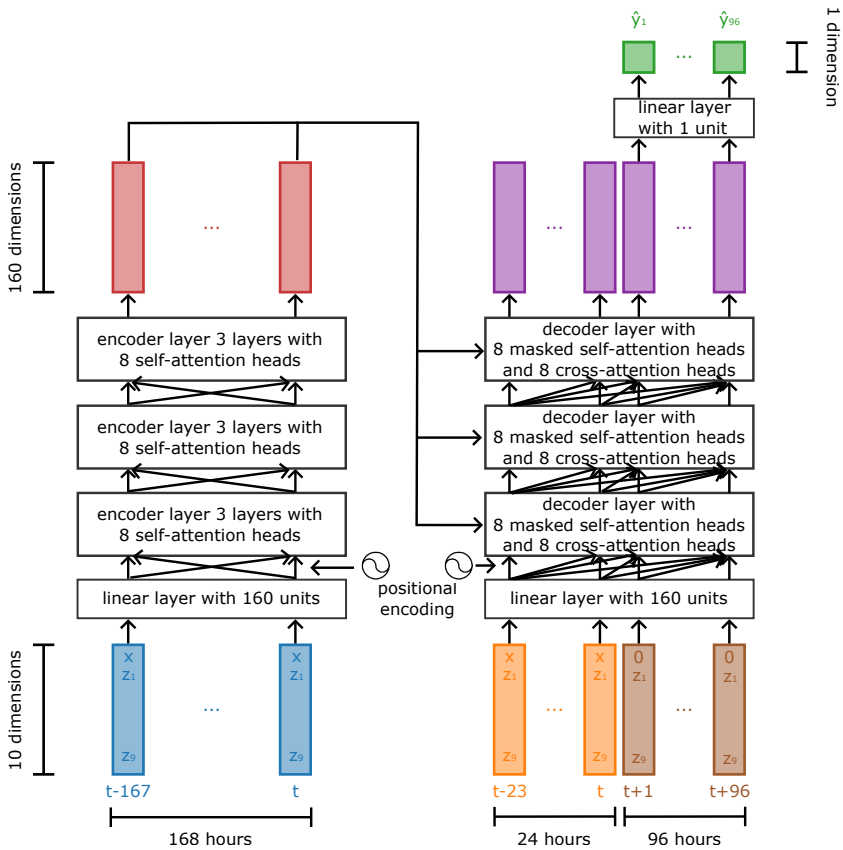 ŷ₁ ... ŷ₉₆
1 dimension
linear layer
with 1 unit
160 dimensions
...
... ...
encoder layer 3 layers with
8 self-attention heads
decoder layer with
8 masked self-attention heads
and 8 cross-attention heads
encoder layer 3 layers with
8 self-attention heads
decoder layer with
8 masked self-attention heads
and 8 cross-attention heads
encoder layer 3 layers with
8 self-attention heads
decoder layer with
8 masked self-attention heads
and 8 cross-attention heads
positional
encoding
linear layer with 160 units
linear layer with 160 units
10 dimensions
x x
z₁ z₁
...
z₉ z₉
t-167 t
168 hours
x x 0 0
z₁ z₁ z₁ z₁
... ...
z₉ z₉ z₉ z₉
t-23 t t+1 t+96
24 hours 96 hours